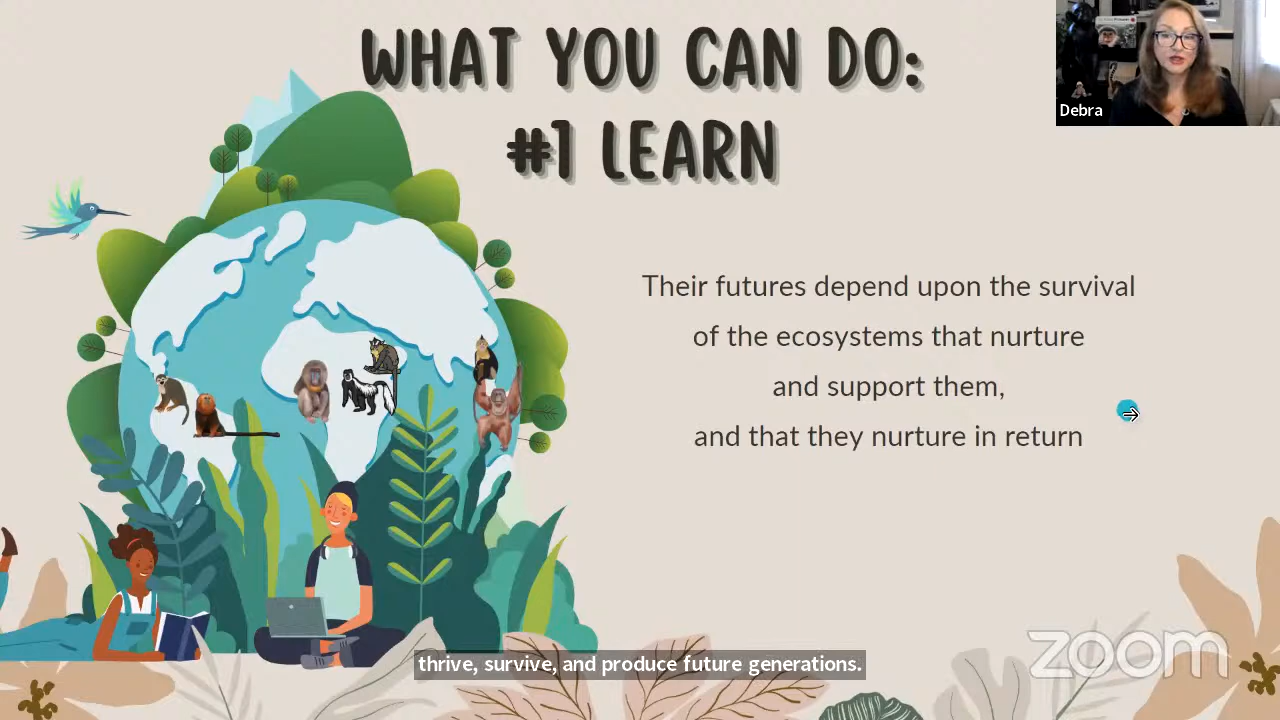 WHAT YOU CAN DO:
#1 LEARN
Debra
Their futures depend upon the survival
of the ecosystems that nurture
and support them,
and that they nurture in return
thrive, survive, and produce future generations.
zoom